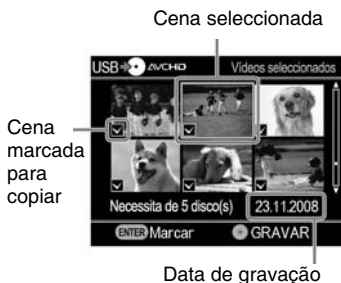 Cena seleccionada
USB AVCHD Vídeos seleccionados
Cena
marcada
para
copiar
Necessita de 5 disco(s) 23.11.2008
ENTER Marcar GRAVAR
Data de gravação